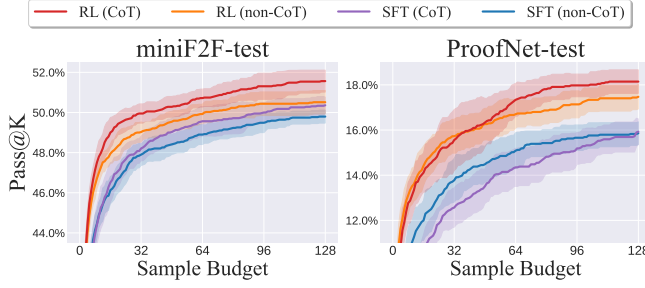 RL (CoT) RL (non-CoT) SFT (CoT) SFT (non-CoT)
miniF2F-test
ProofNet-test
Pass@K
52.0%
50.0%
48.0%
46.0%
44.0%
0 32 64 96 128
Sample Budget
18.0%
16.0%
14.0%
12.0%
0 32 64 96 128
Sample Budget